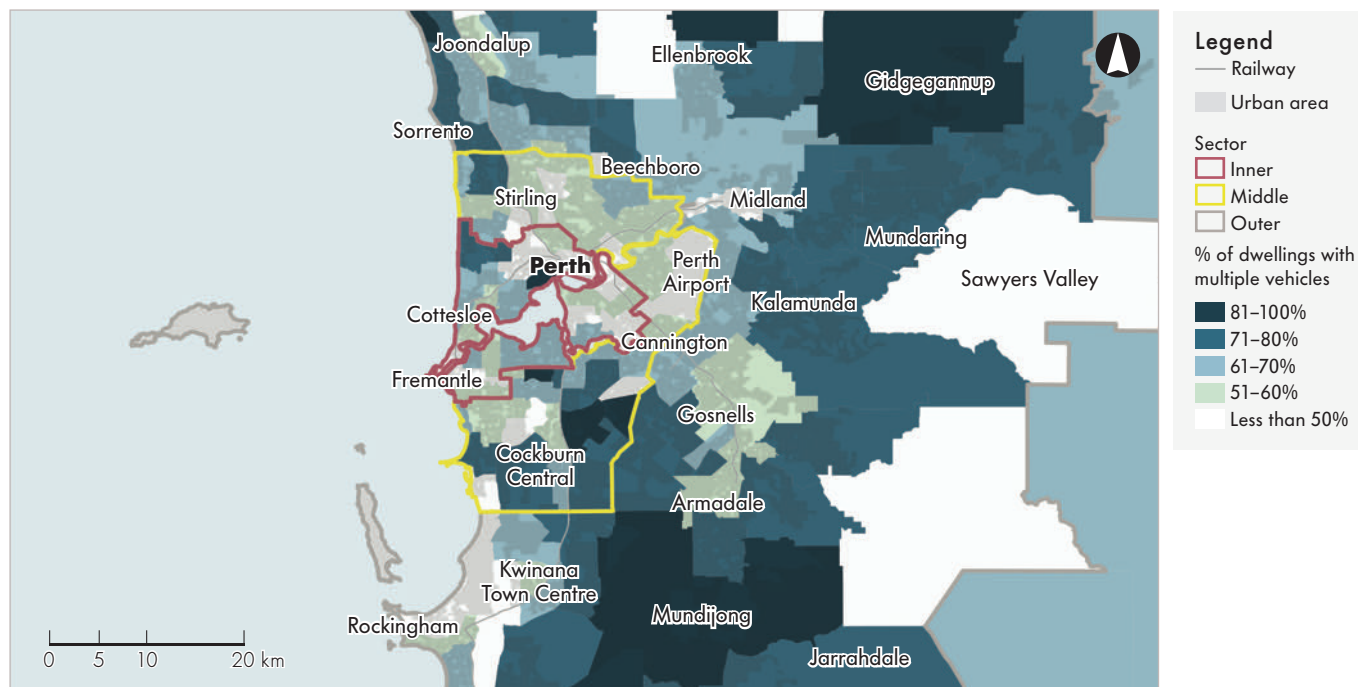 Joondalup
Ellenbrook
Gidgegannup
Sorrento
Beechboro
Stirling
Midland
Mundaring
Perth
Perth
Airport
Sawyers Valley
Kalamunda
Cottesloe
Cannington
Fremantle
Gosnells
Cockburn
Central
Armadale
Kwinana
Town Centre
Mundijong
Rockingham
Jarrahdale
0 5 10 20 km
Legend
Railway
Urban area
Sector
Inner
Middle
Outer
% of dwellings with
multiple vehicles
81–100%
71–80%
61–70%
51–60%
Less than 50%